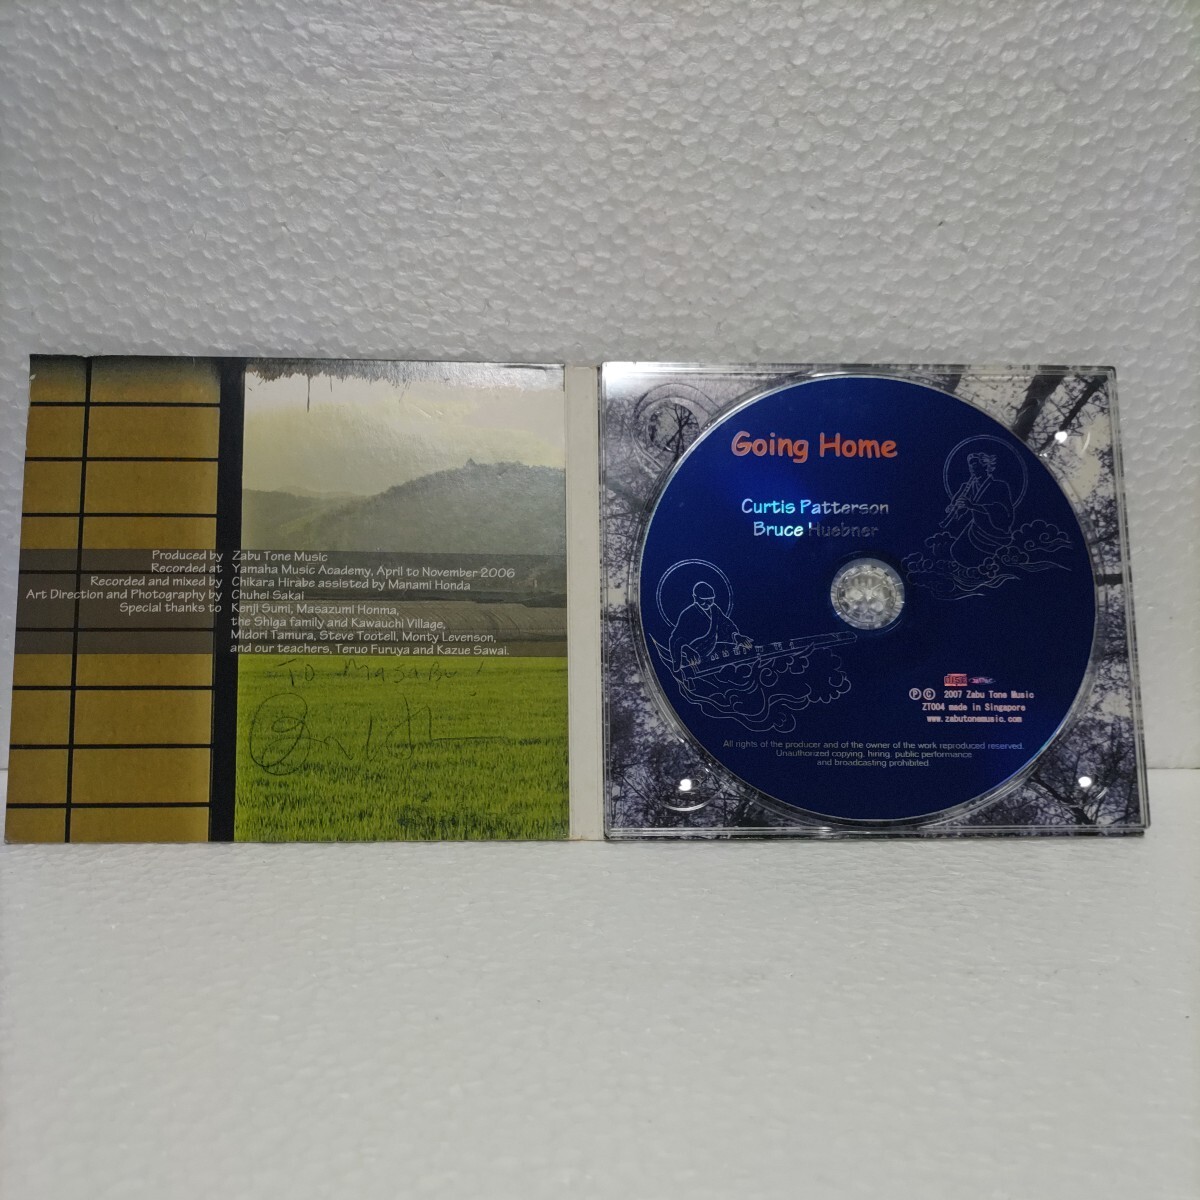 Produced by Zabu Tone Music
Recorded at Yamaha Music Academy, April to November 2006
Recorded and mixed by Chikara Hirabe assisted by Manami Honda
Art Direction and Photography by Chuhei Sakai
Special thanks to Kenji Sumi, Masazumi Honma,
the Shiga family and Kawauchi Village,
Midori Tamura, Steve Tootell, Monty Levenson,
and our teachers, Teruo Furuya and Kazue Sawai.
TO MASABU!
Going Home
Curtis Patterson
Bruce Huebner
disc
Ⓟ Ⓒ 2007 Zabu Tone Music
ZT004 made in Singapore
www.zabutonemusic.com
All rights of the producer and of the owner of the work reproduced reserved.
Unauthorized copying, hiring, public performance
and broadcasting prohibited.